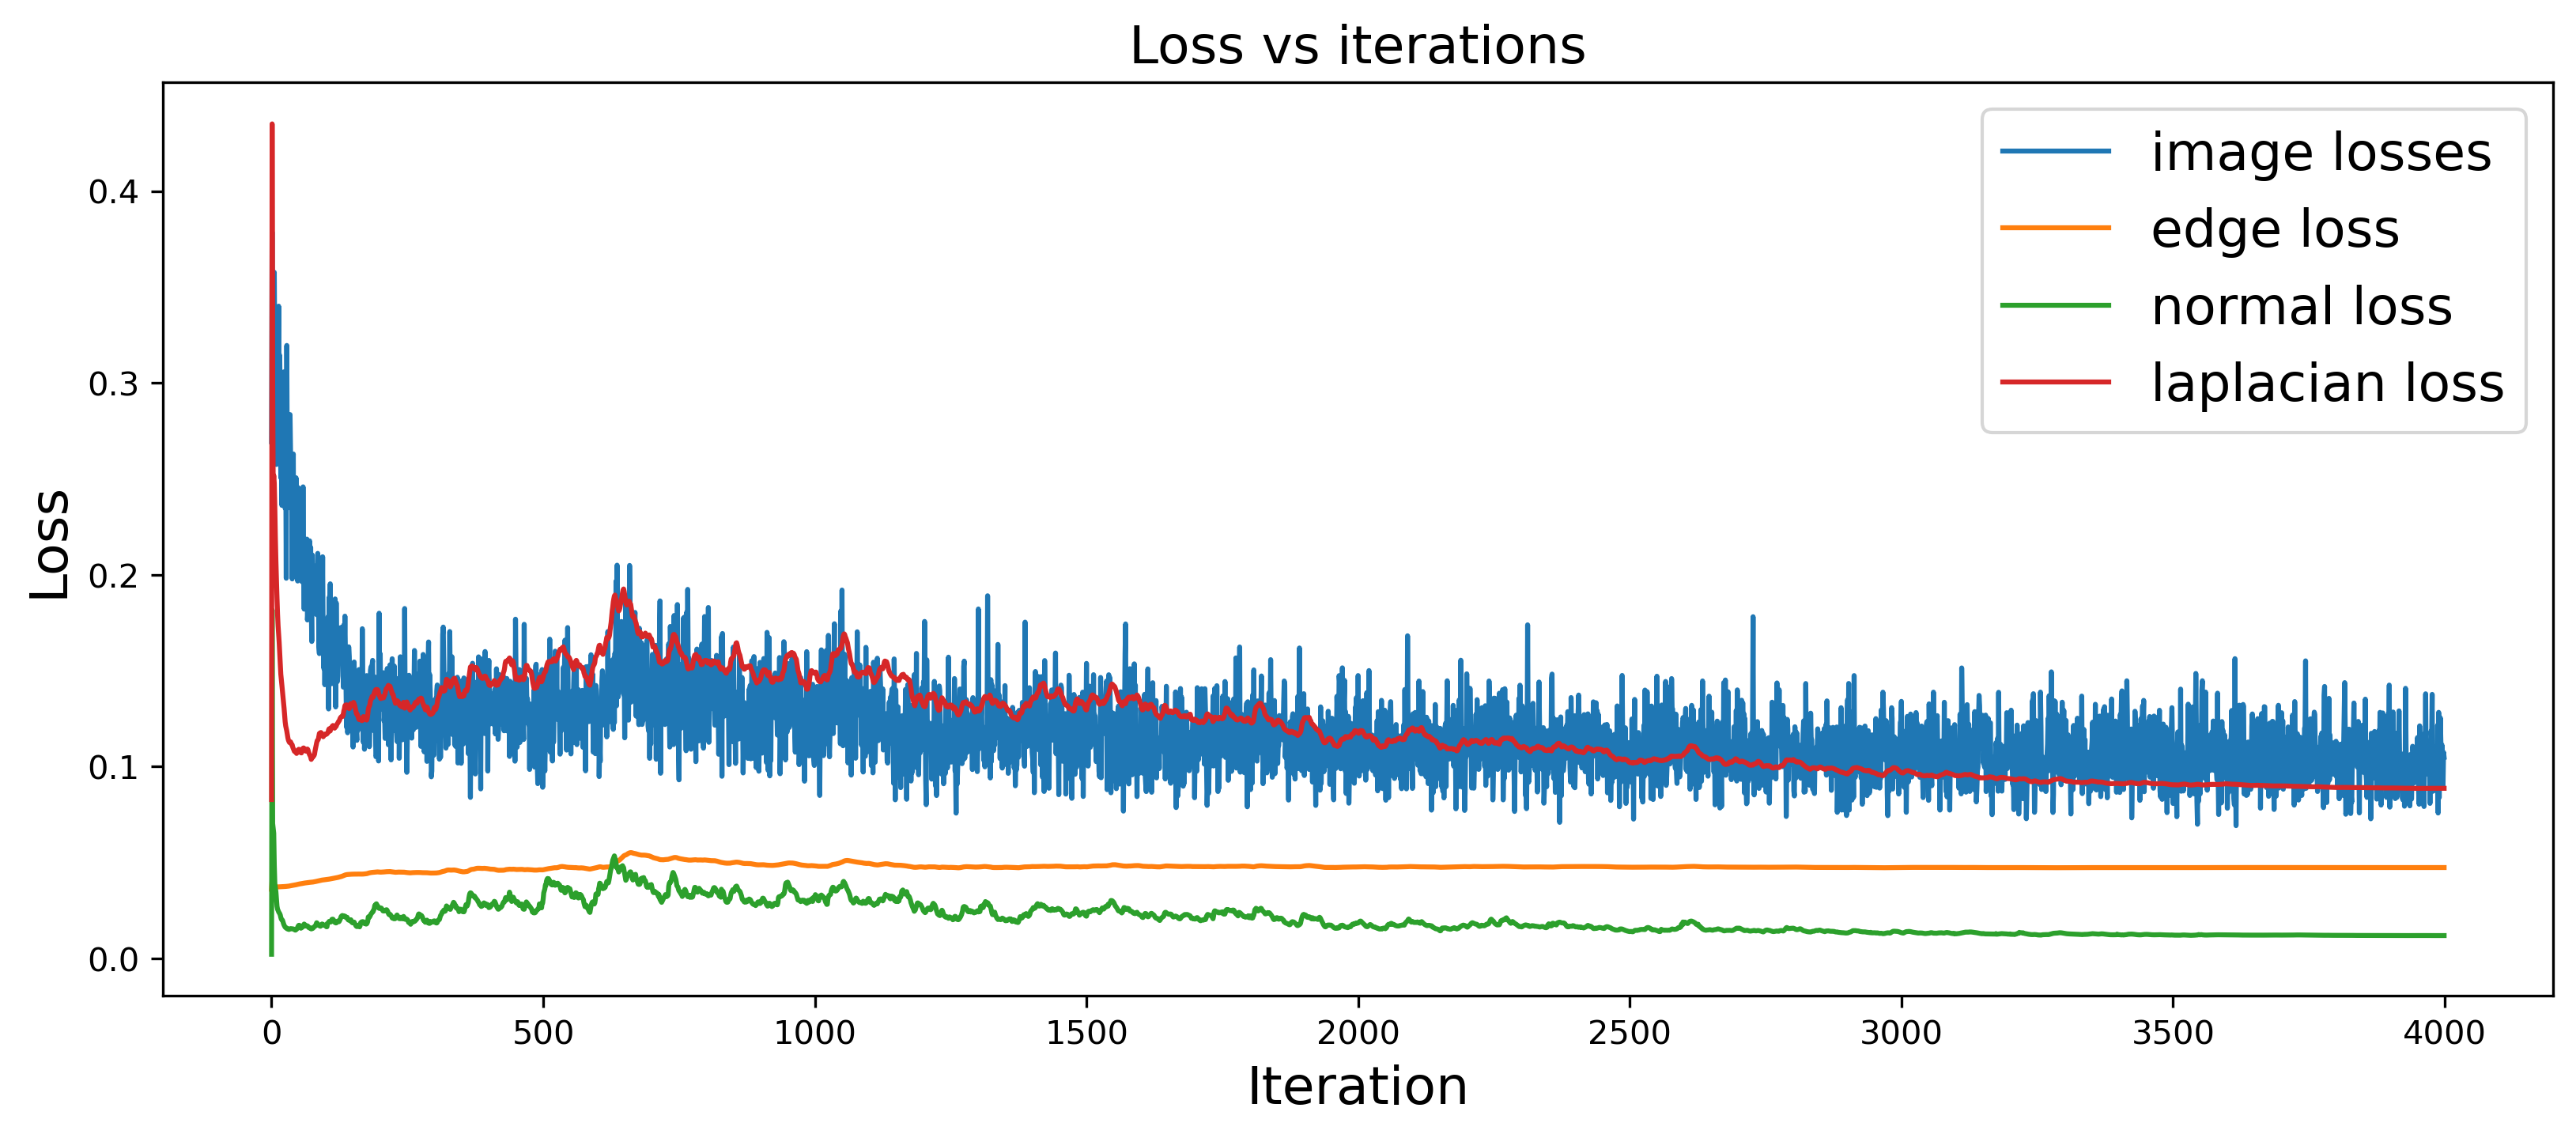 Loss vs iterations
Loss
0.4
0.3
0.2
0.1
0.0
image losses
edge loss
normal loss
laplacian loss
0 500 1000 1500 2000 2500 3000 3500 4000
Iteration